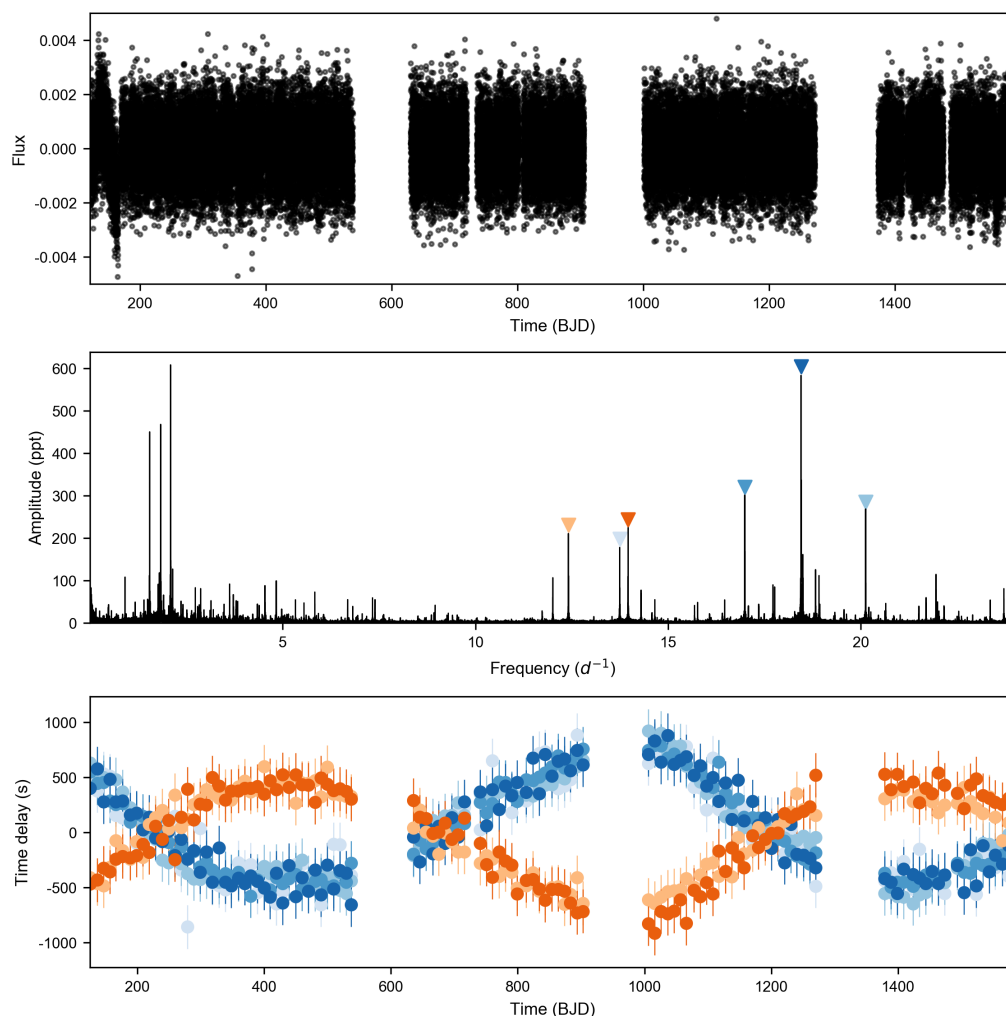 0.004
0.002
0.000
-0.002
-0.004
Flux
200 400 600 800 1000 1200 1400
Time (BJD)
600
500
400
300
200
100
0
Amplitude (ppt)
5 10 15 20
Frequency (d⁻¹)
1000
500
0
-500
-1000
Time delay (s)
200 400 600 800 1000 1200 1400
Time (BJD)